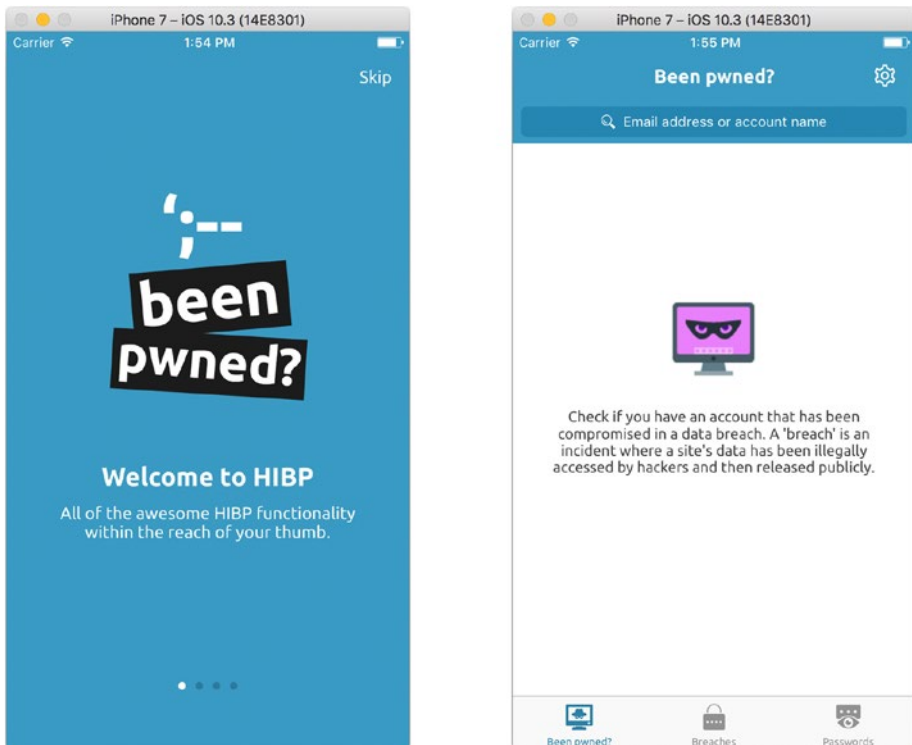 iPhone 7 – iOS 10.3 (14E8301)
Carrier
1:54 PM
Skip
';--
been
pwned?
Welcome to HIBP
All of the awesome HIBP functionality
within the reach of your thumb.
iPhone 7 – iOS 10.3 (14E8301)
Carrier
1:55 PM
Been pwned?
Email address or account name
Check if you have an account that has been
compromised in a data breach. A 'breach' is an
incident where a site's data has been illegally
accessed by hackers and then released publicly.
Been pwned?
Breaches
Passwords